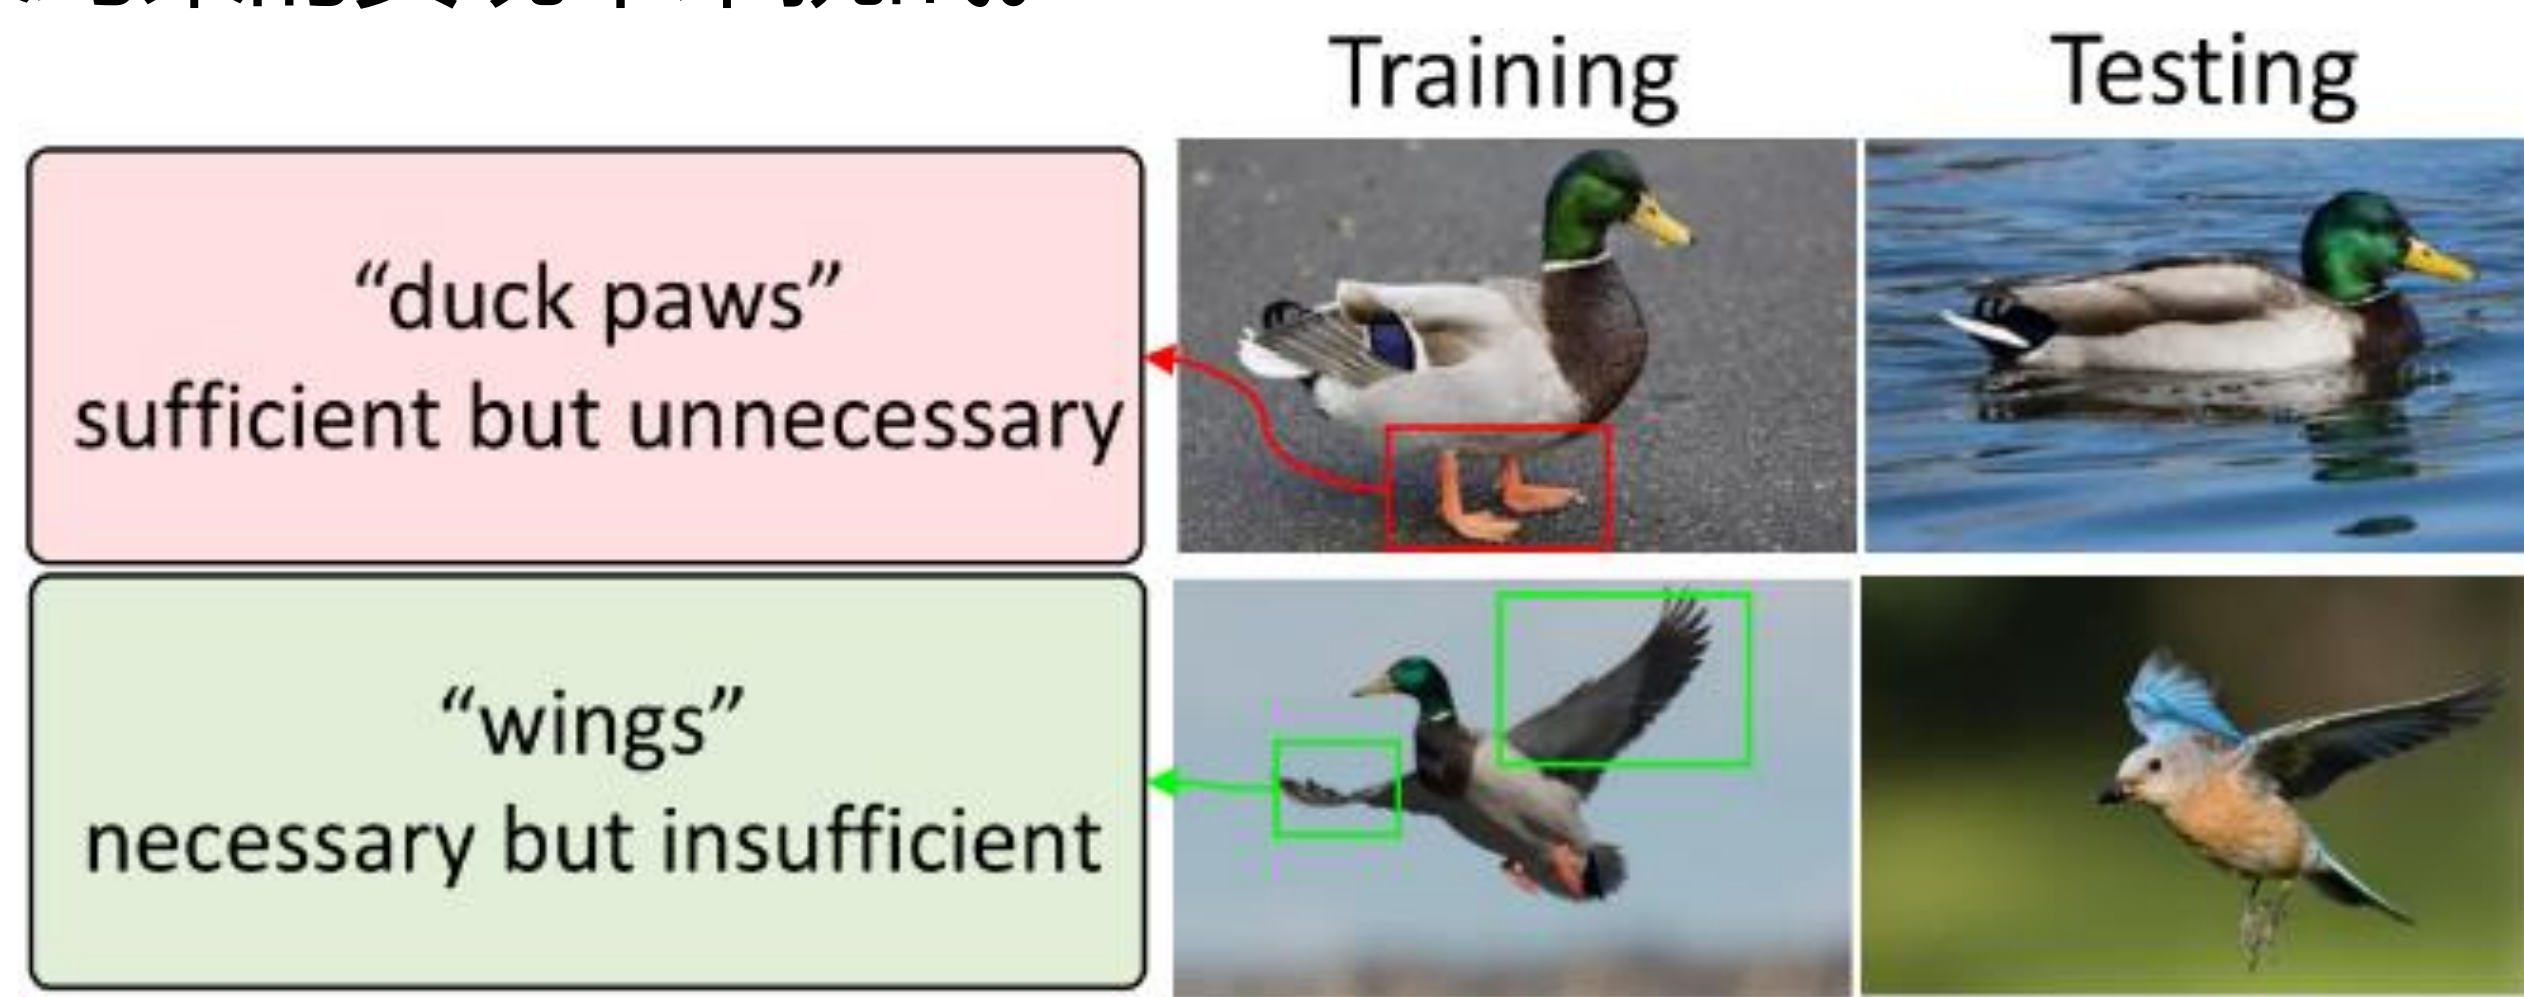 Training
Testing
“duck paws”
sufficient but unnecessary
“wings”
necessary but insufficient